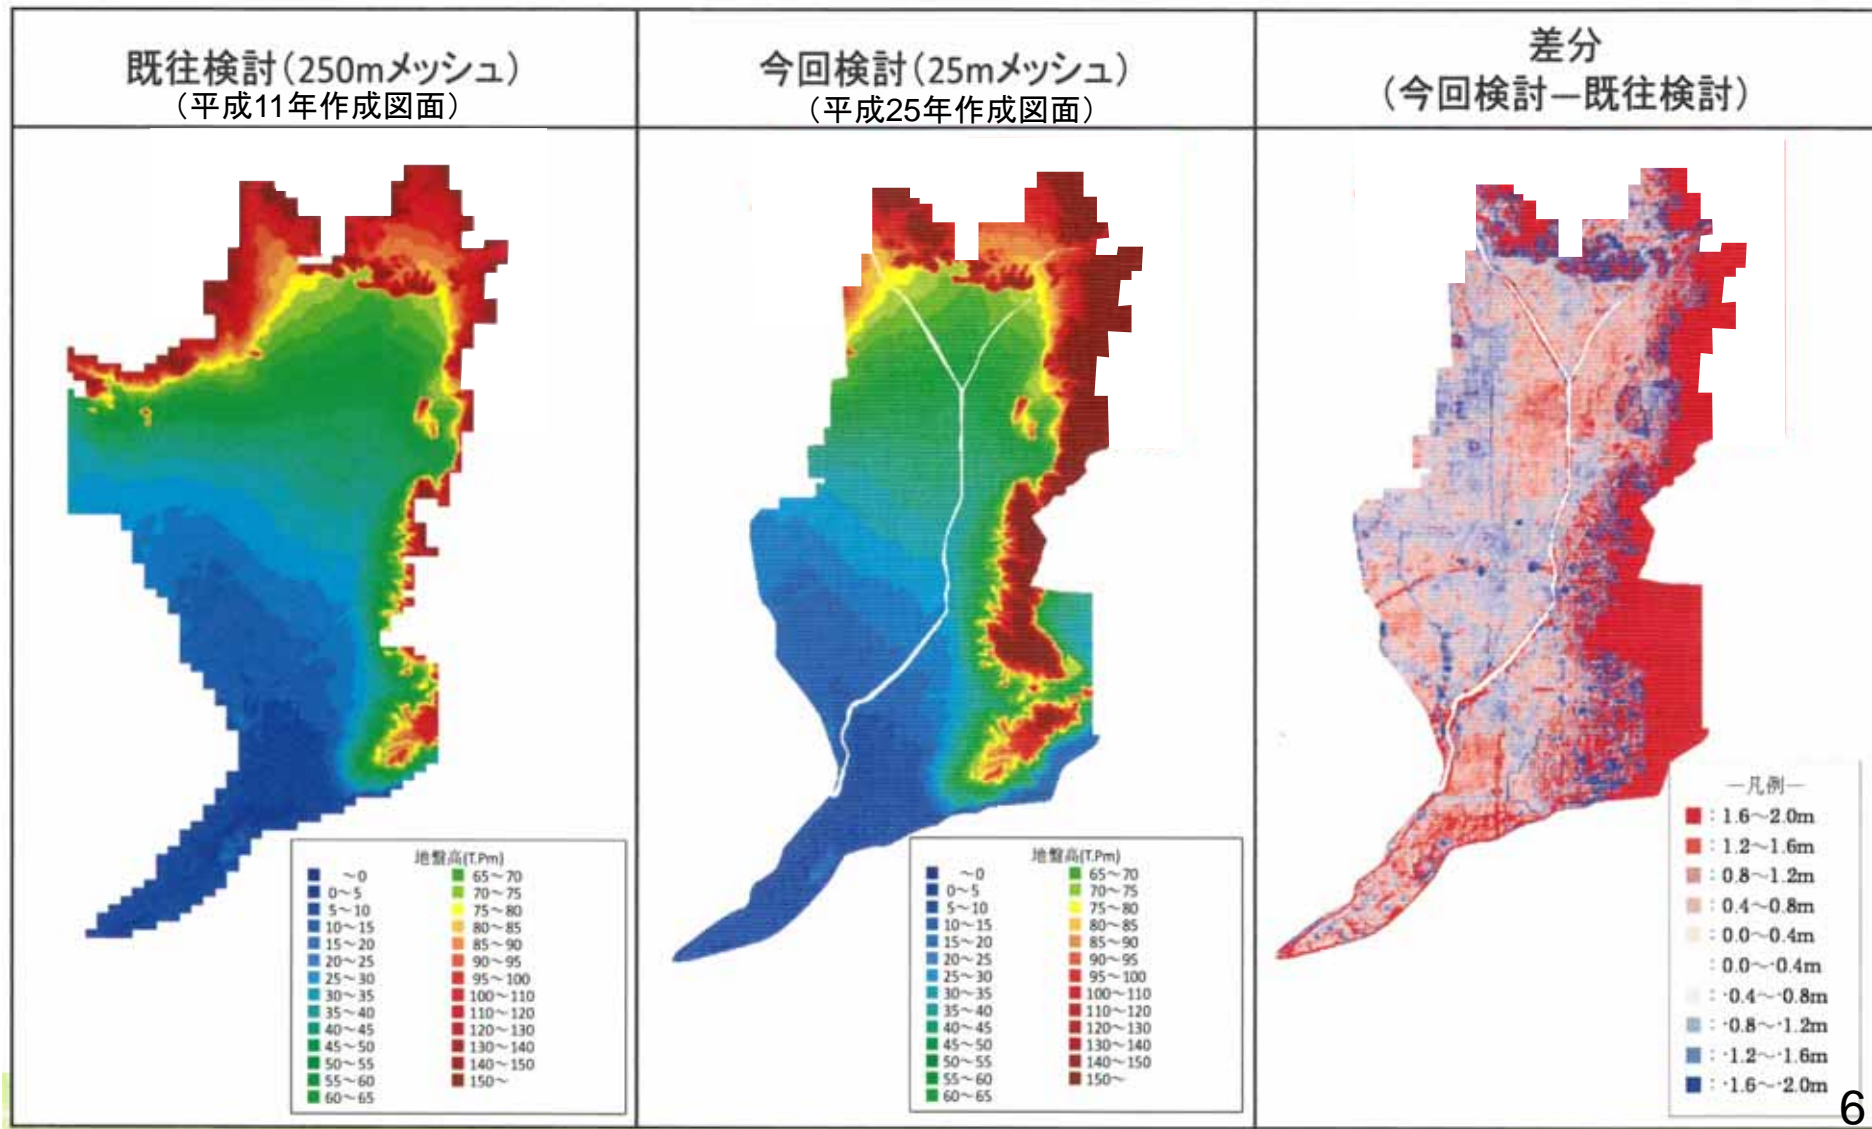 既往検討(250mメッシュ)
(平成11年作成図面)
今回検討(25mメッシュ)
(平成25年作成図面)
差分
(今回検討―既往検討)
地盤高(T.Pm)
～0
0～5
5～10
10～15
15～20
20～25
25～30
30～35
35～40
40～45
45～50
50～55
55～60
60～65
65～70
70～75
75～80
80～85
85～90
90～95
95～100
100～110
110～120
120～130
130～140
140～150
150～
地盤高(T.Pm)
～0
0～5
5～10
10～15
15～20
20～25
25～30
30～35
35～40
40～45
45～50
50～55
55～60
60～65
65～70
70～75
75～80
80～85
85～90
90～95
95～100
100～110
110～120
120～130
130～140
140～150
150～
―凡例―
：1.6～2.0m
：1.2～1.6m
：0.8～1.2m
：0.4～0.8m
：0.0～0.4m
：0.0～-0.4m
：-0.4～-0.8m
：-0.8～-1.2m
：-1.2～-1.6m
：-1.6～-2.0m
6